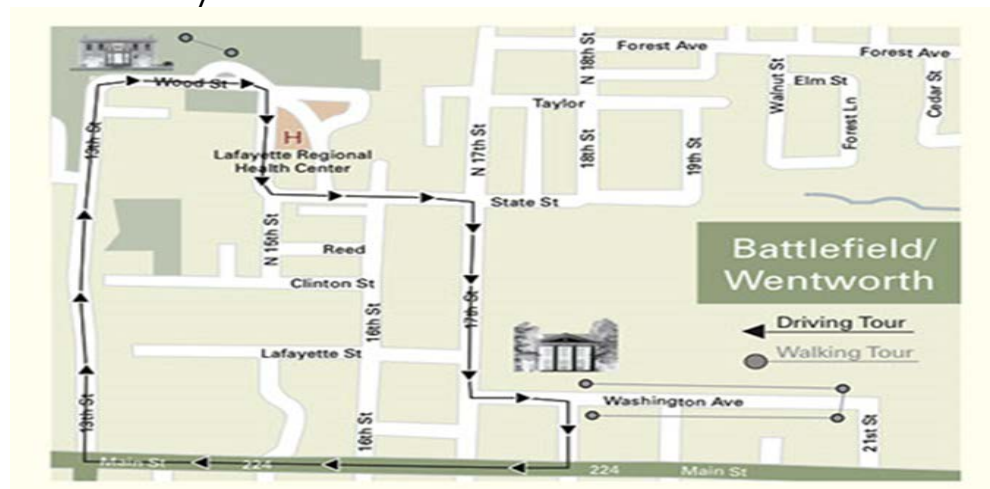 Forest Ave
Forest Ave
N 18th St
Walnut St
Elm St
Cedar St
Wood St
Taylor
Forest Ln
13th St
H
N 17th St
18th St
19th St
Lafayette Regional
Health Center
State St
N 15th St
Reed
Battlefield/
Wentworth
Clinton St
16th St
17th St
Driving Tour
Walking Tour
Lafayette St
Washington Ave
13th St
16th St
21st St
Main St
224
224
Main St